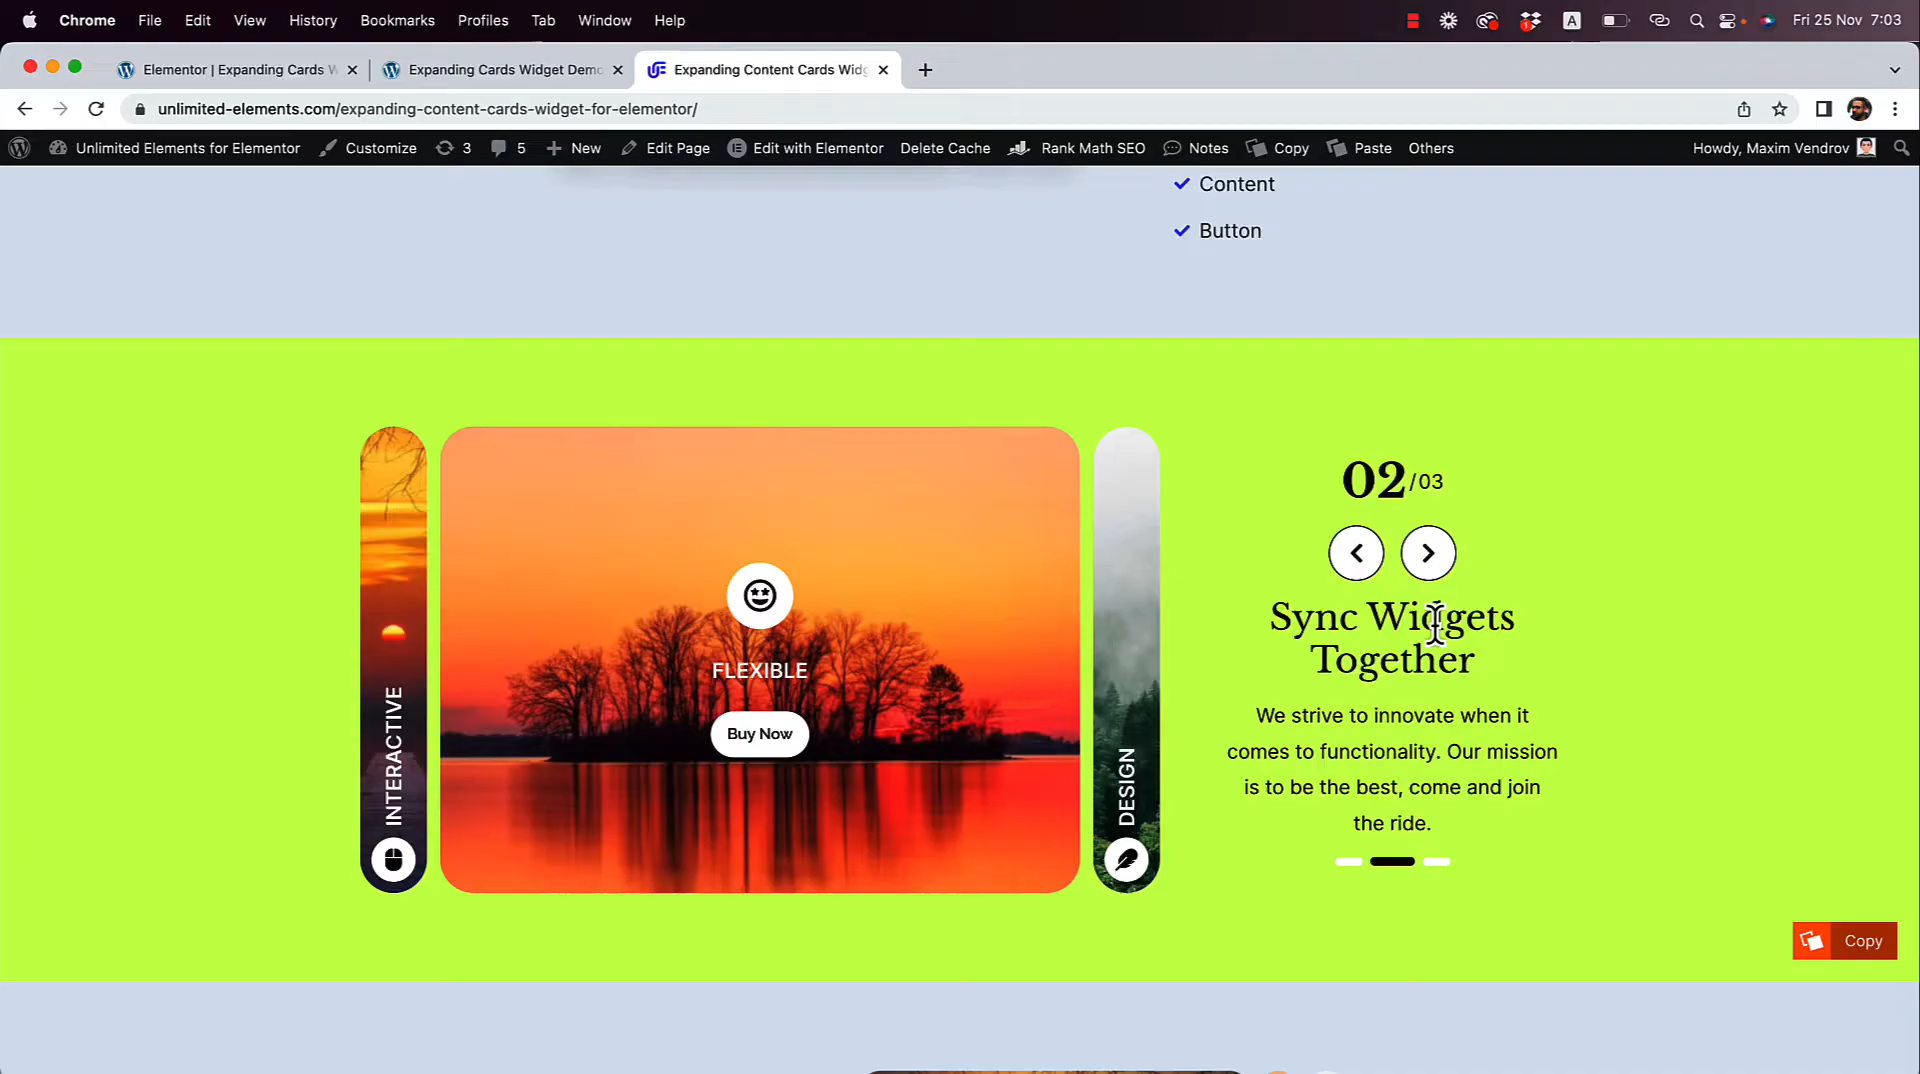 Chrome File Edit View History Bookmarks Profiles Tab Window Help A Fri 25 Nov 7:03
Elementor | Expanding Cards W Expanding Cards Widget Demo Expanding Content Cards Widg
unlimited-elements.com/expanding-content-cards-widget-for-elementor/
Unlimited Elements for Elementor Customize 3 5 New Edit Page Edit with Elementor Delete Cache Rank Math SEO Notes Copy Paste Others Howdy, Maxim Vendrov
Content
Button
INTERACTIVE
FLEXIBLE
Buy Now
DESIGN
02/03
Sync Widgets
Together
We strive to innovate when it
comes to functionality. Our mission
is to be the best, come and join
the ride.
Copy